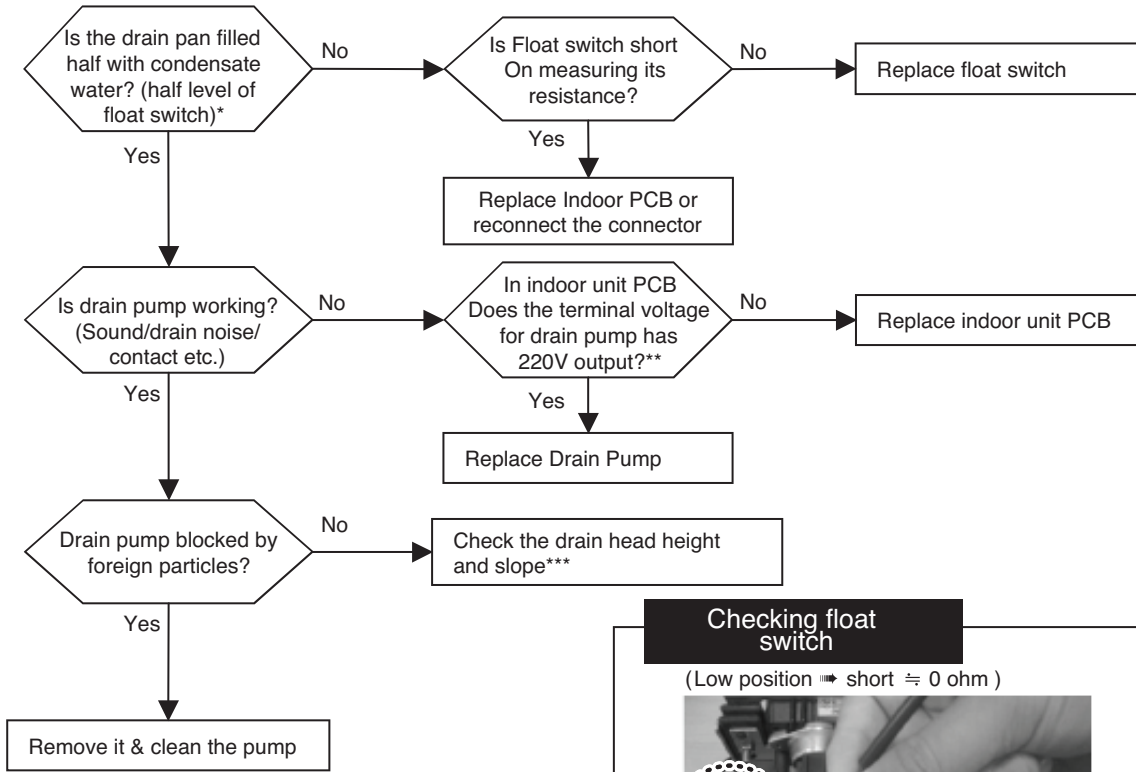 Is the drain pan filled
half with condensate
water? (half level of
float switch)*
No
Is Float switch short
On measuring its
resistance?
No
Replace float switch
Yes
Yes
Replace Indoor PCB or
reconnect the connector
Is drain pump working?
(Sound/drain noise/
contact etc.)
No
In indoor unit PCB
Does the terminal voltage
for drain pump has
220V output?**
No
Replace indoor unit PCB
Yes
Yes
Replace Drain Pump
Drain pump blocked by
foreign particles?
No
Check the drain head height
and slope***
Yes
Remove it & clean the pump
Checking float
switch
(Low position ➠ short ≒ 0 ohm )